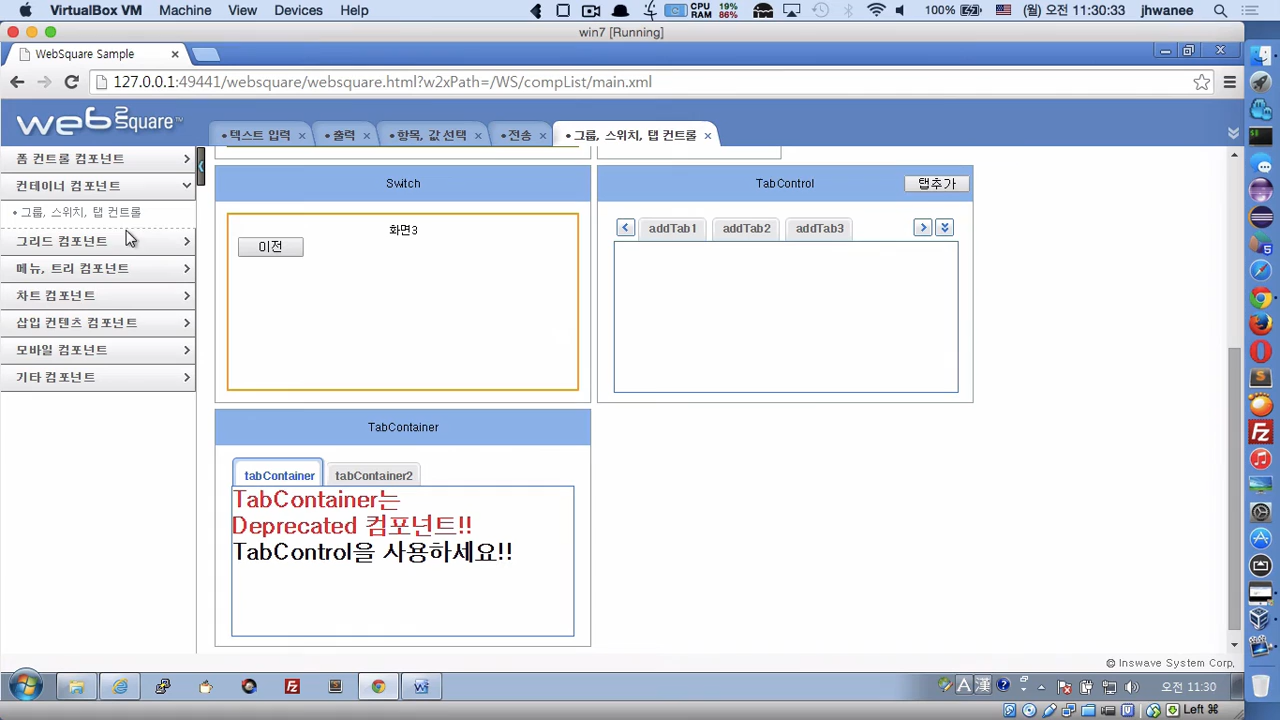 VirtualBox VM Machine View Devices Help
CPU 19%
RAM 86%
100%
(월) 오전 11:30:33 jhwanee
win7 [Running]
WebSquare Sample
127.0.0.1:49441/websquare/websquare.html?w2xPath=/WS/cmpList/main.xml
web Square™
•텍스트 입력
•출력
•항목, 값 선택
•전송
•그룹, 스위치, 탭 컨트롤
폼 컨트롤 컴포넌트
컨테이너 컴포넌트
•그룹, 스위치, 탭 컨트롤
그리드 컴포넌트
메뉴, 트리 컴포넌트
차트 컴포넌트
삽입 컨텐츠 컴포넌트
모바일 컴포넌트
기타 컴포넌트
Switch
화면3
이전
TabControl
탭추가
addTab1 addTab2 addTab3
TabContainer
tabContainer tabContainer2
TabContainer는
Deprecated 컴포넌트!!
TabControl을 사용하세요!!
© Inswave System Corp,
A 漢
오전 11:30
Left ⌘